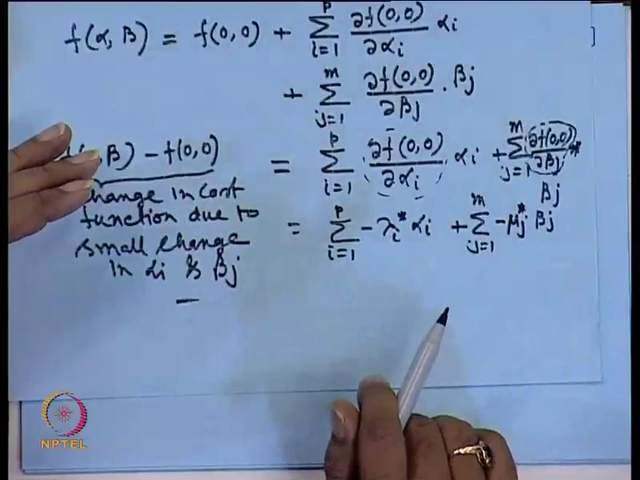 f(α, β) = f(0,0) + Σ_{i=1}^{p} ∂f(0,0)/∂αi αi
+ Σ_{j=1}^{m} ∂f(0,0)/∂βj . βj
β) − f(0,0) = Σ_{i=1}^{p} ∂f(0,0)/∂αi αi + Σ_{j=1}^{m} ∂f(0,0)/∂βj * βj
change in cost
function due to = Σ_{i=1}^{p} − λi* αi + Σ_{j=1}^{m} − μj* βj
small change
in αi & βj
NPTEL